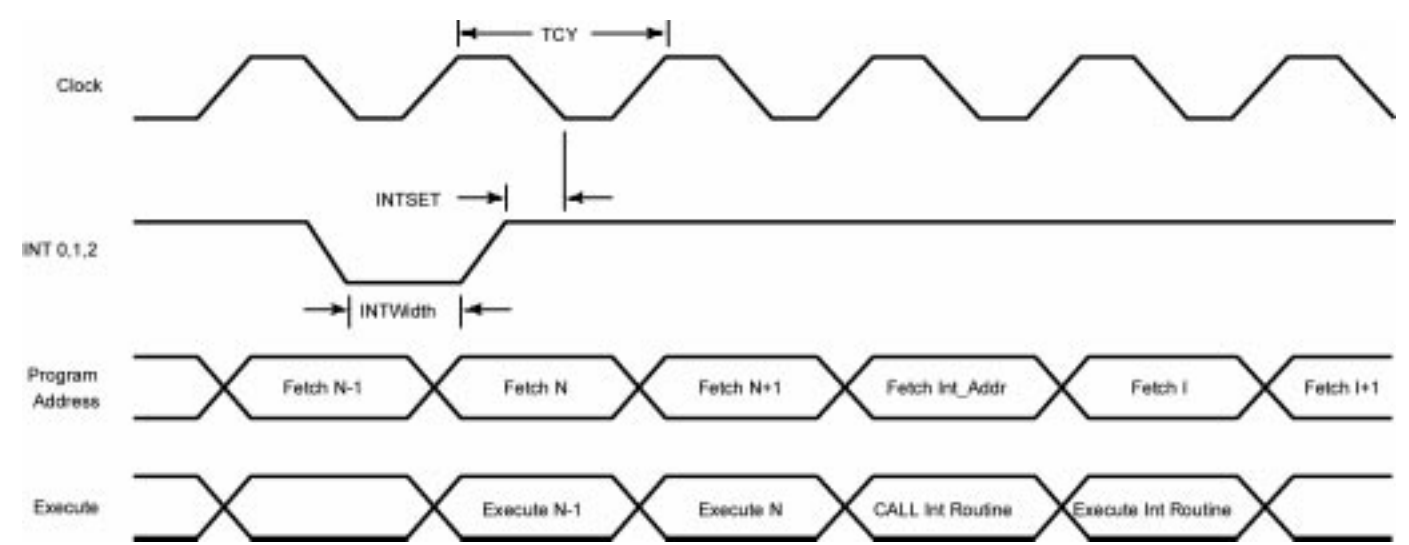 TCY
Clock
INTSET
INT 0,1,2
INTWidth
Program
Address
Fetch N-1
Fetch N
Fetch N+1
Fetch Int_Addr
Fetch I
Fetch I+1
Execute
Execute N-1
Execute N
CALL Int Routine
Execute Int Routine